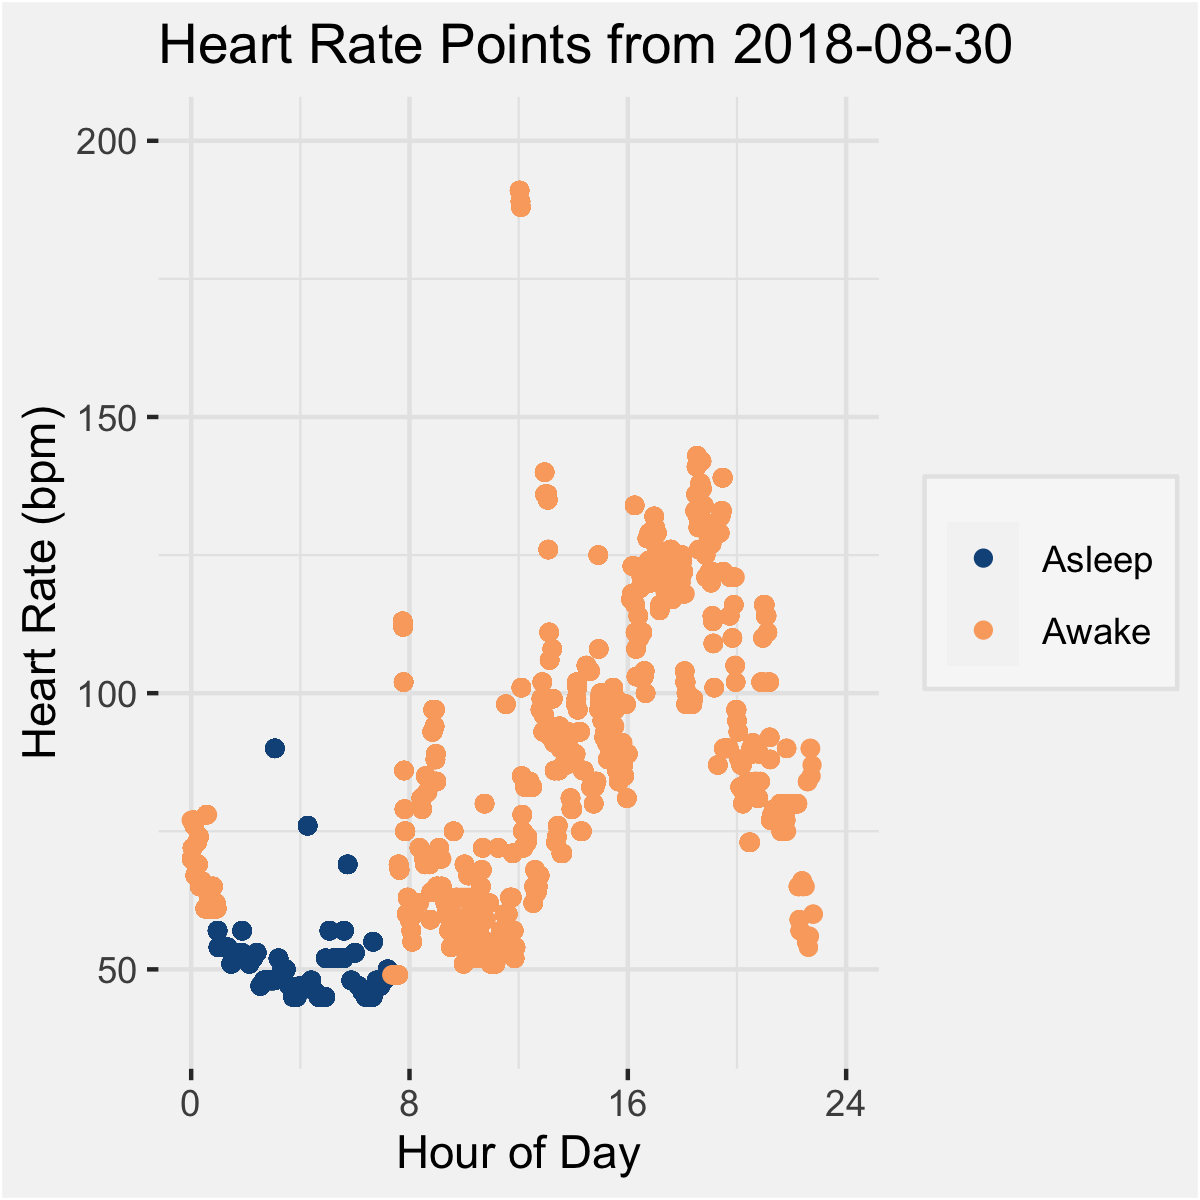 Heart Rate Points from 2018-08-30
Heart Rate (bpm)
200
150
100
50
0 8 16 24
Hour of Day
Asleep
Awake